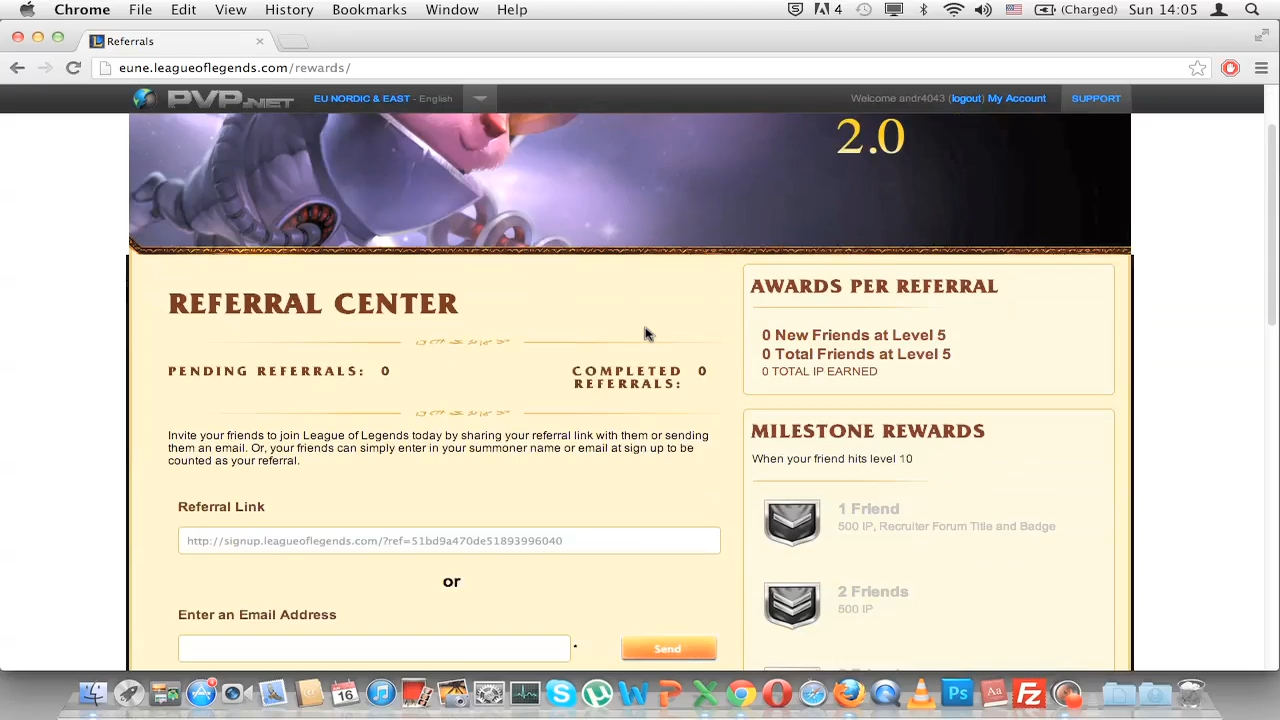 Chrome File Edit View History Bookmarks Window Help 4 (Charged) Sun 14:05
Referrals
eune.leagueoflegends.com/rewards/
PVP.NET EU NORDIC & EAST - English Welcome andr4043 (logout) My Account SUPPORT
2.0
REFERRAL CENTER
PENDING REFERRALS: 0
COMPLETED REFERRALS: 0
Invite your friends to join League of Legends today by sharing your referral link with them or sending
them an email. Or, your friends can simply enter in your summoner name or email at sign up to be
counted as your referral.
Referral Link
http://signup.leagueoflegends.com/?ref=51bd9a470de51893996040
or
Enter an Email Address
*
Send
AWARDS PER REFERRAL
0 New Friends at Level 5
0 Total Friends at Level 5
0 TOTAL IP EARNED
MILESTONE REWARDS
When your friend hits level 10
1 Friend
500 IP, Recruiter Forum Title and Badge
2 Friends
500 IP
16
Ps
Aa
Fz